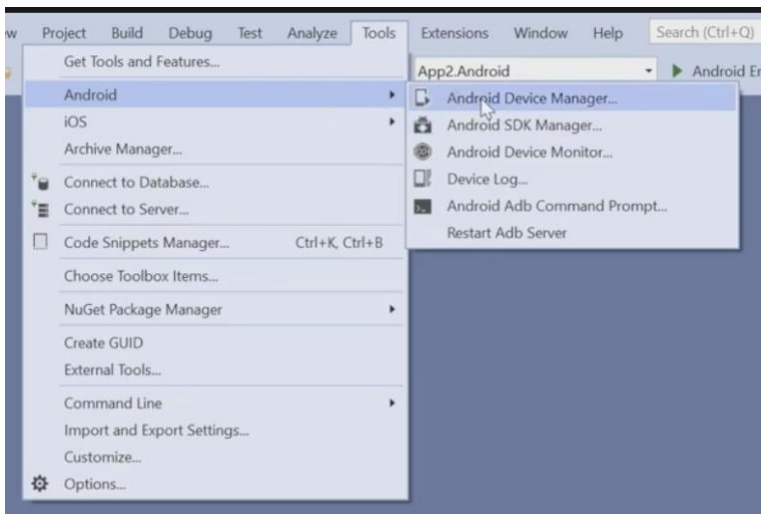 ew Project Build Debug Test Analyze Tools Extensions Window Help Search (Ctrl+Q)
App2.Android Android Er
Get Tools and Features...
Android
iOS
Archive Manager...
Connect to Database...
Connect to Server...
Code Snippets Manager... Ctrl+K, Ctrl+B
Choose Toolbox Items...
NuGet Package Manager
Create GUID
External Tools...
Command Line
Import and Export Settings...
Customize...
Options...
Android Device Manager...
Android SDK Manager...
Android Device Monitor...
Device Log...
Android Adb Command Prompt...
Restart Adb Server